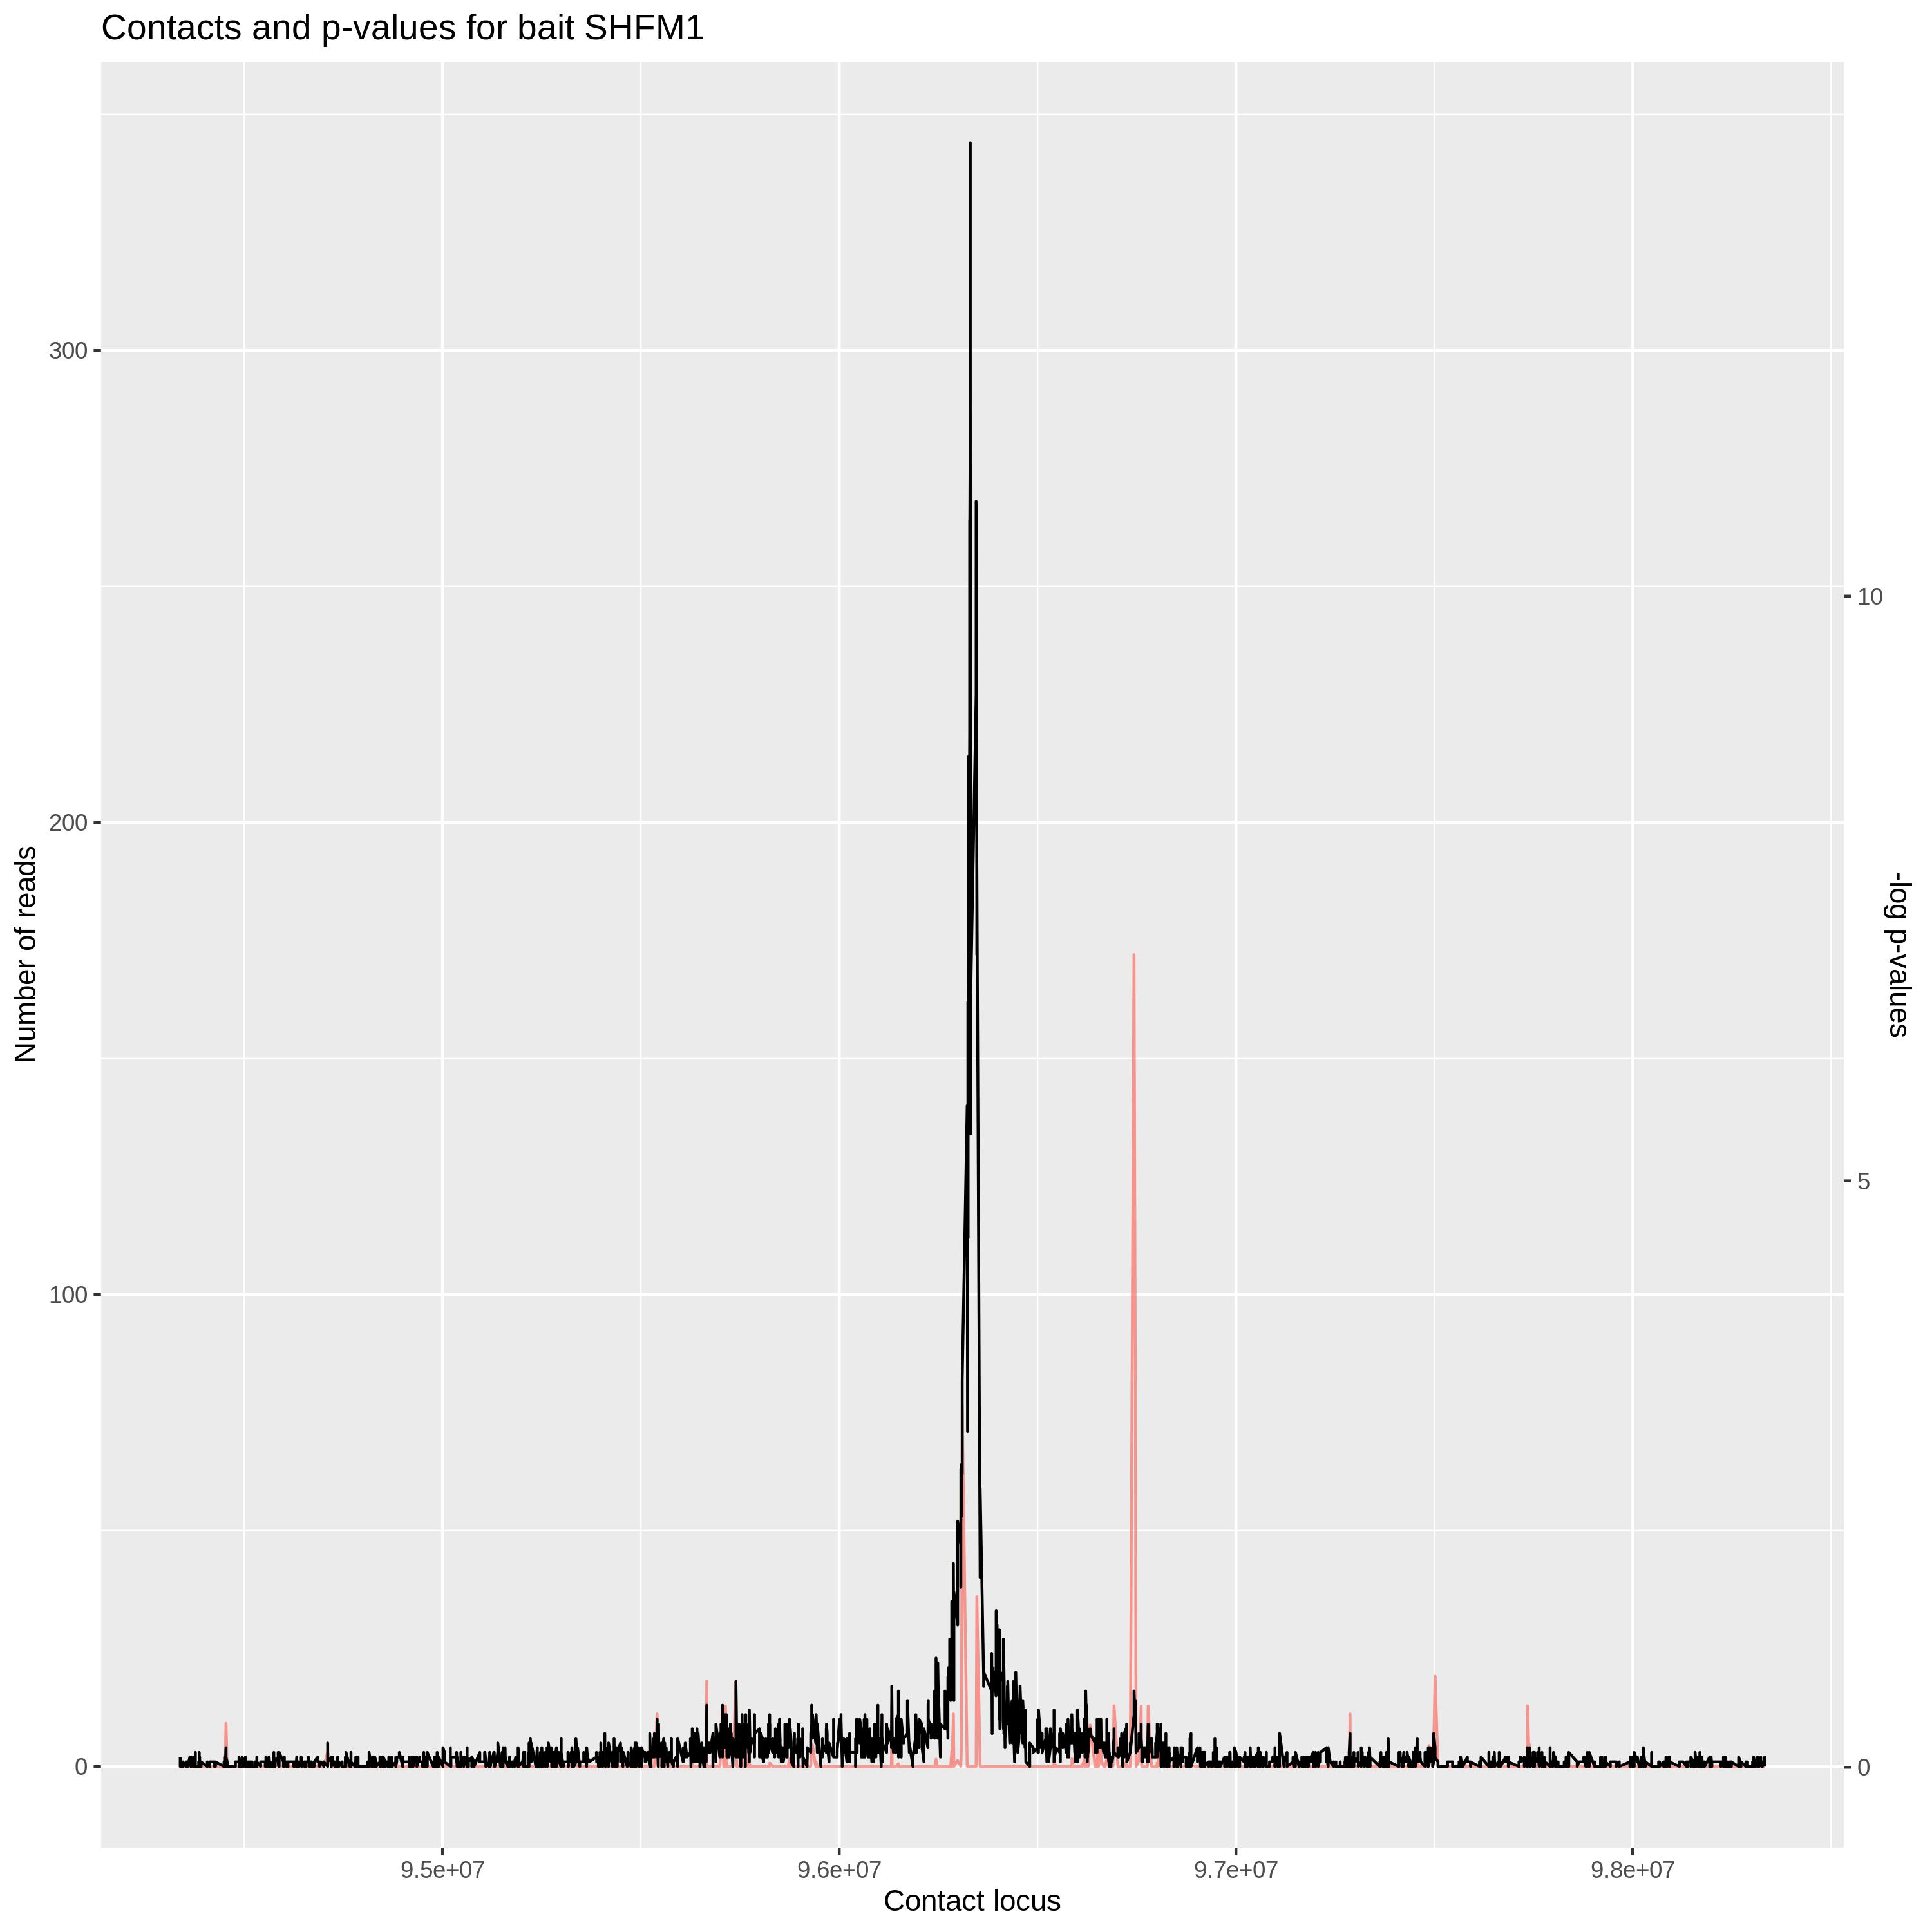 Contacts and p-values for bait SHFM1
300
200
100
0
Number of reads
10
5
0
-log p-values
9.5e+07
9.6e+07
9.7e+07
9.8e+07
Contact locus